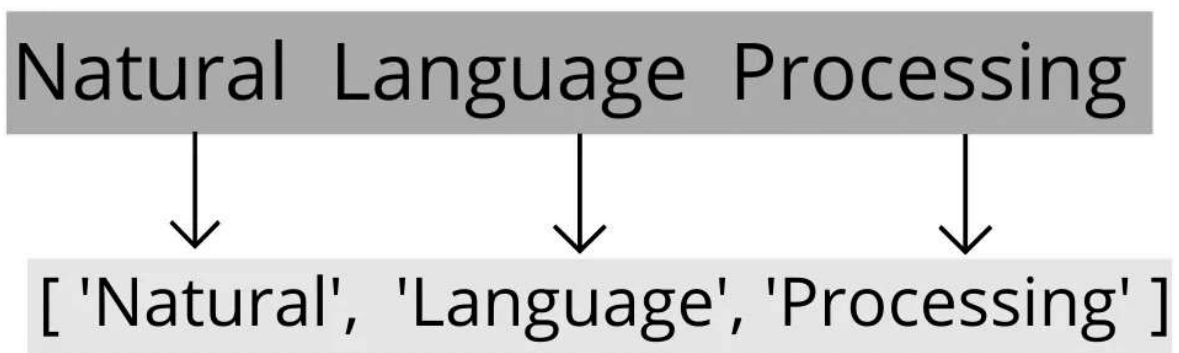 Natural Language Processing
[ 'Natural', 'Language', 'Processing' ]